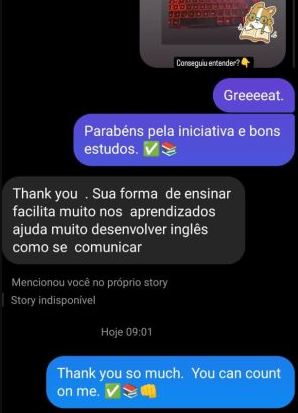 Conseguiu entender?
Greeeeat.
Parabéns pela iniciativa e bons
estudos.
Thank you . Sua forma de ensinar
facilita muito nos aprendizados
ajuda muito desenvolver inglês
como se comunicar
Mencionou você no próprio story
Story indisponível
Hoje 09:01
Thank you so much. You can count
on me.